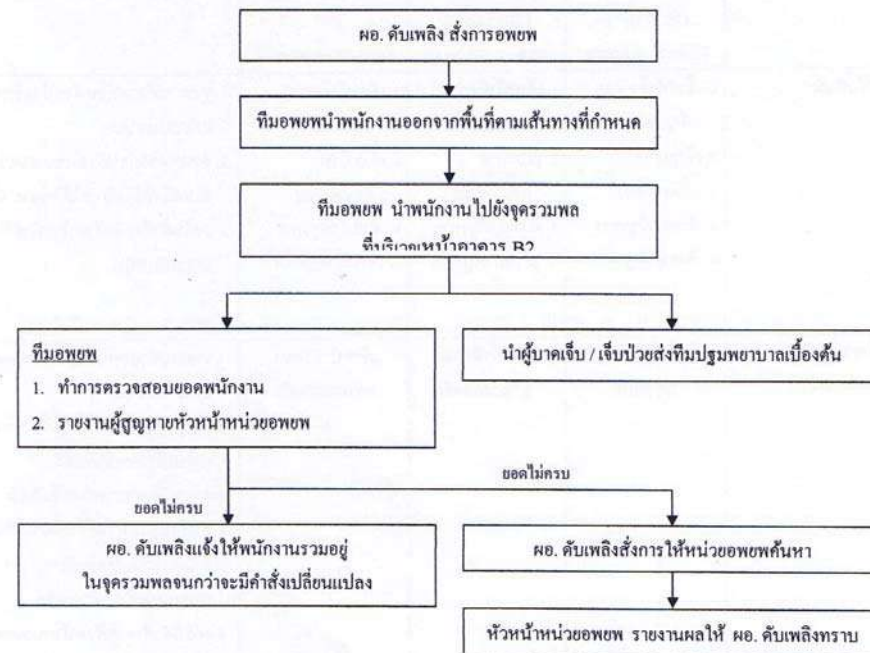 ผอ. ดับเพลิง สั่งการอพยพ
ทีมอพยพนำพนักงานออกจากพื้นที่ตามเส้นทางที่กำหนด
ทีมอพยพ นำพนักงานไปยังจุดรวมพล
ที่บริเวณหน้าอาคาร B2
ทีมอพยพ
1. ทำการตรวจสอบยอดพนักงาน
2. รายงานผู้สูญหายหัวหน้าหน่วยอพยพ
นำผู้บาดเจ็บ / เจ็บป่วยส่งทีมปฐมพยาบาลเบื้องต้น
ยอดไม่ครบ
ยอดไม่ครบ
ผอ. ดับเพลิงแจ้งให้พนักงานรวมอยู่
ในจุดรวมพลจนกว่าจะมีคำสั่งเปลี่ยนแปลง
ผอ. ดับเพลิงสั่งการให้หน่วยอพยพค้นหา
หัวหน้าหน่วยอพยพ รายงานผลให้ ผอ. ดับเพลิงทราบ